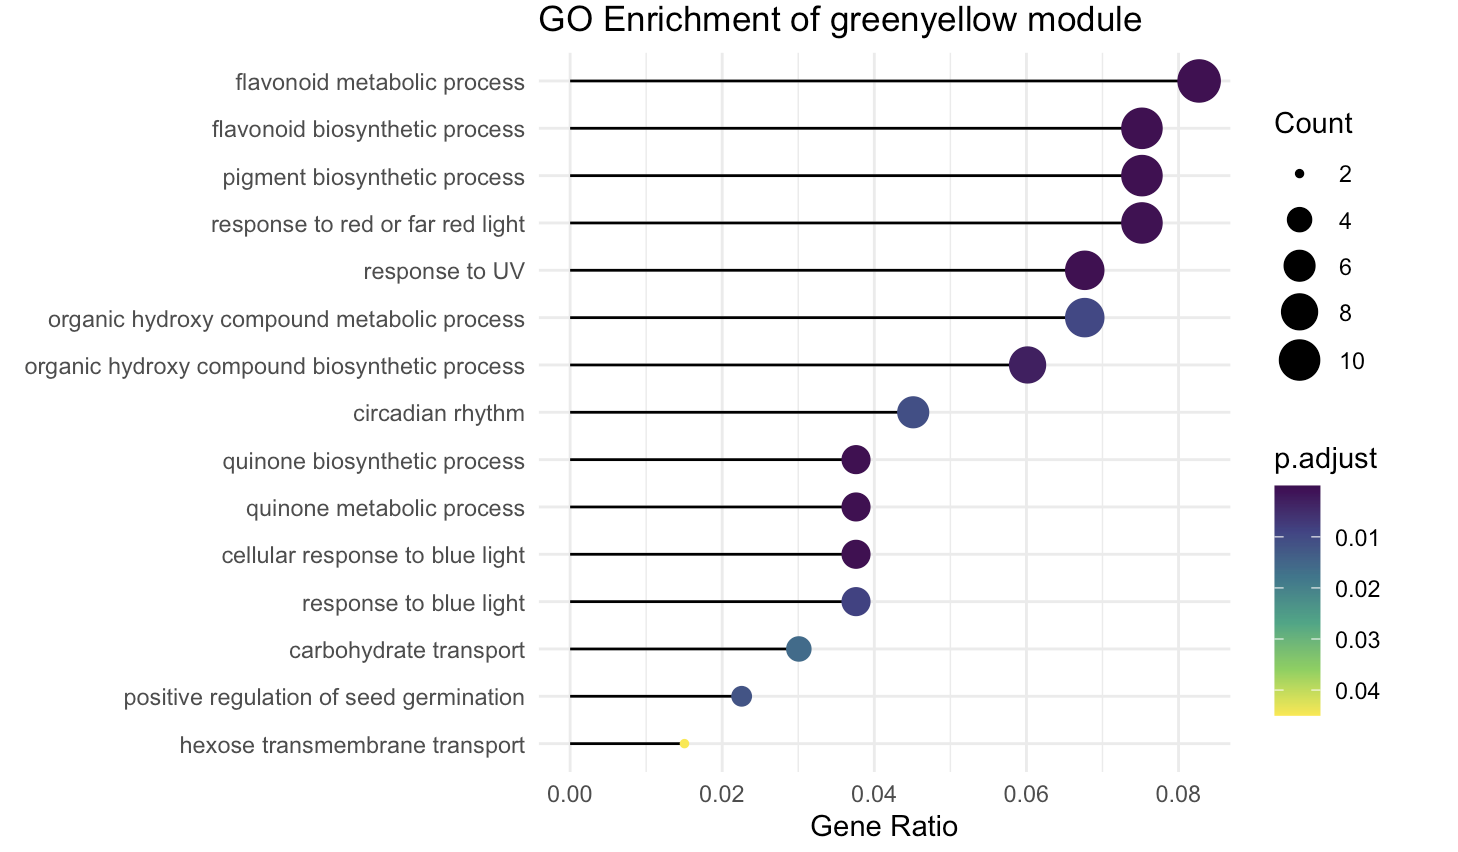 GO Enrichment of greenyellow module
flavonoid metabolic process
flavonoid biosynthetic process
pigment biosynthetic process
response to red or far red light
response to UV
organic hydroxy compound metabolic process
organic hydroxy compound biosynthetic process
circadian rhythm
quinone biosynthetic process
quinone metabolic process
cellular response to blue light
response to blue light
carbohydrate transport
positive regulation of seed germination
hexose transmembrane transport
0.00 0.02 0.04 0.06 0.08
Gene Ratio
Count
2
4
6
8
10
p.adjust
0.01
0.02
0.03
0.04